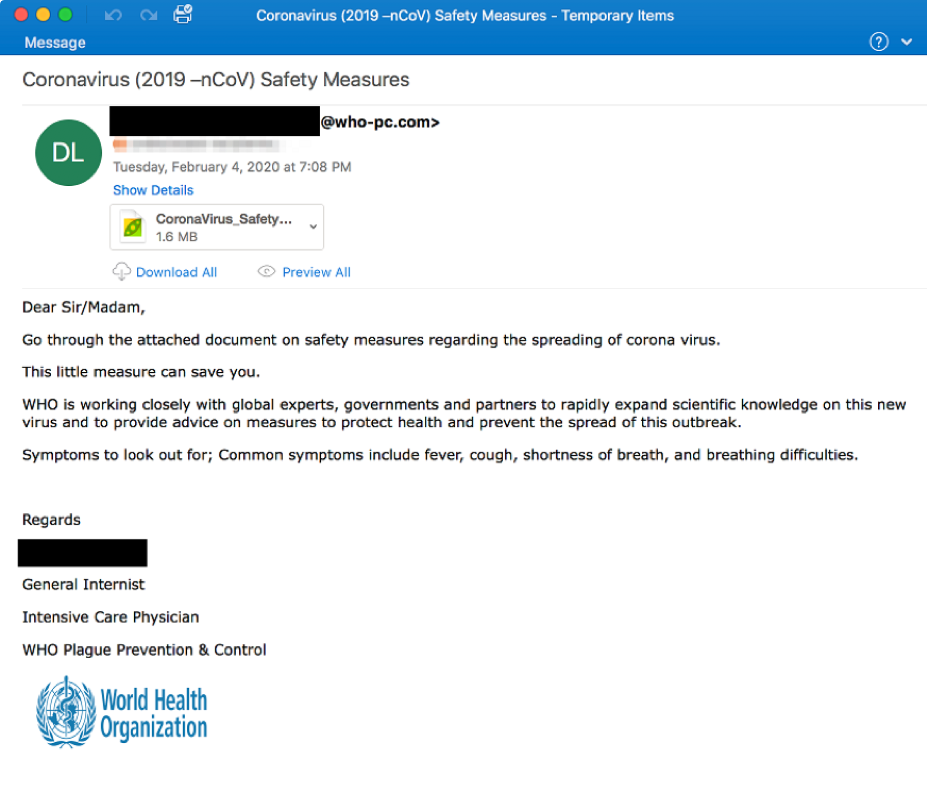 Coronavirus (2019 –nCoV) Safety Measures - Temporary Items
Message
Coronavirus (2019 –nCoV) Safety Measures
@who-pc.com>
DL
Tuesday, February 4, 2020 at 7:08 PM
Show Details
CoronaVirus_Safety...
1.6 MB
Download All Preview All
Dear Sir/Madam,
Go through the attached document on safety measures regarding the spreading of corona virus.
This little measure can save you.
WHO is working closely with global experts, governments and partners to rapidly expand scientific knowledge on this new
virus and to provide advice on measures to protect health and prevent the spread of this outbreak.
Symptoms to look out for; Common symptoms include fever, cough, shortness of breath, and breathing difficulties.
Regards
General Internist
Intensive Care Physician
WHO Plague Prevention & Control
World Health
Organization